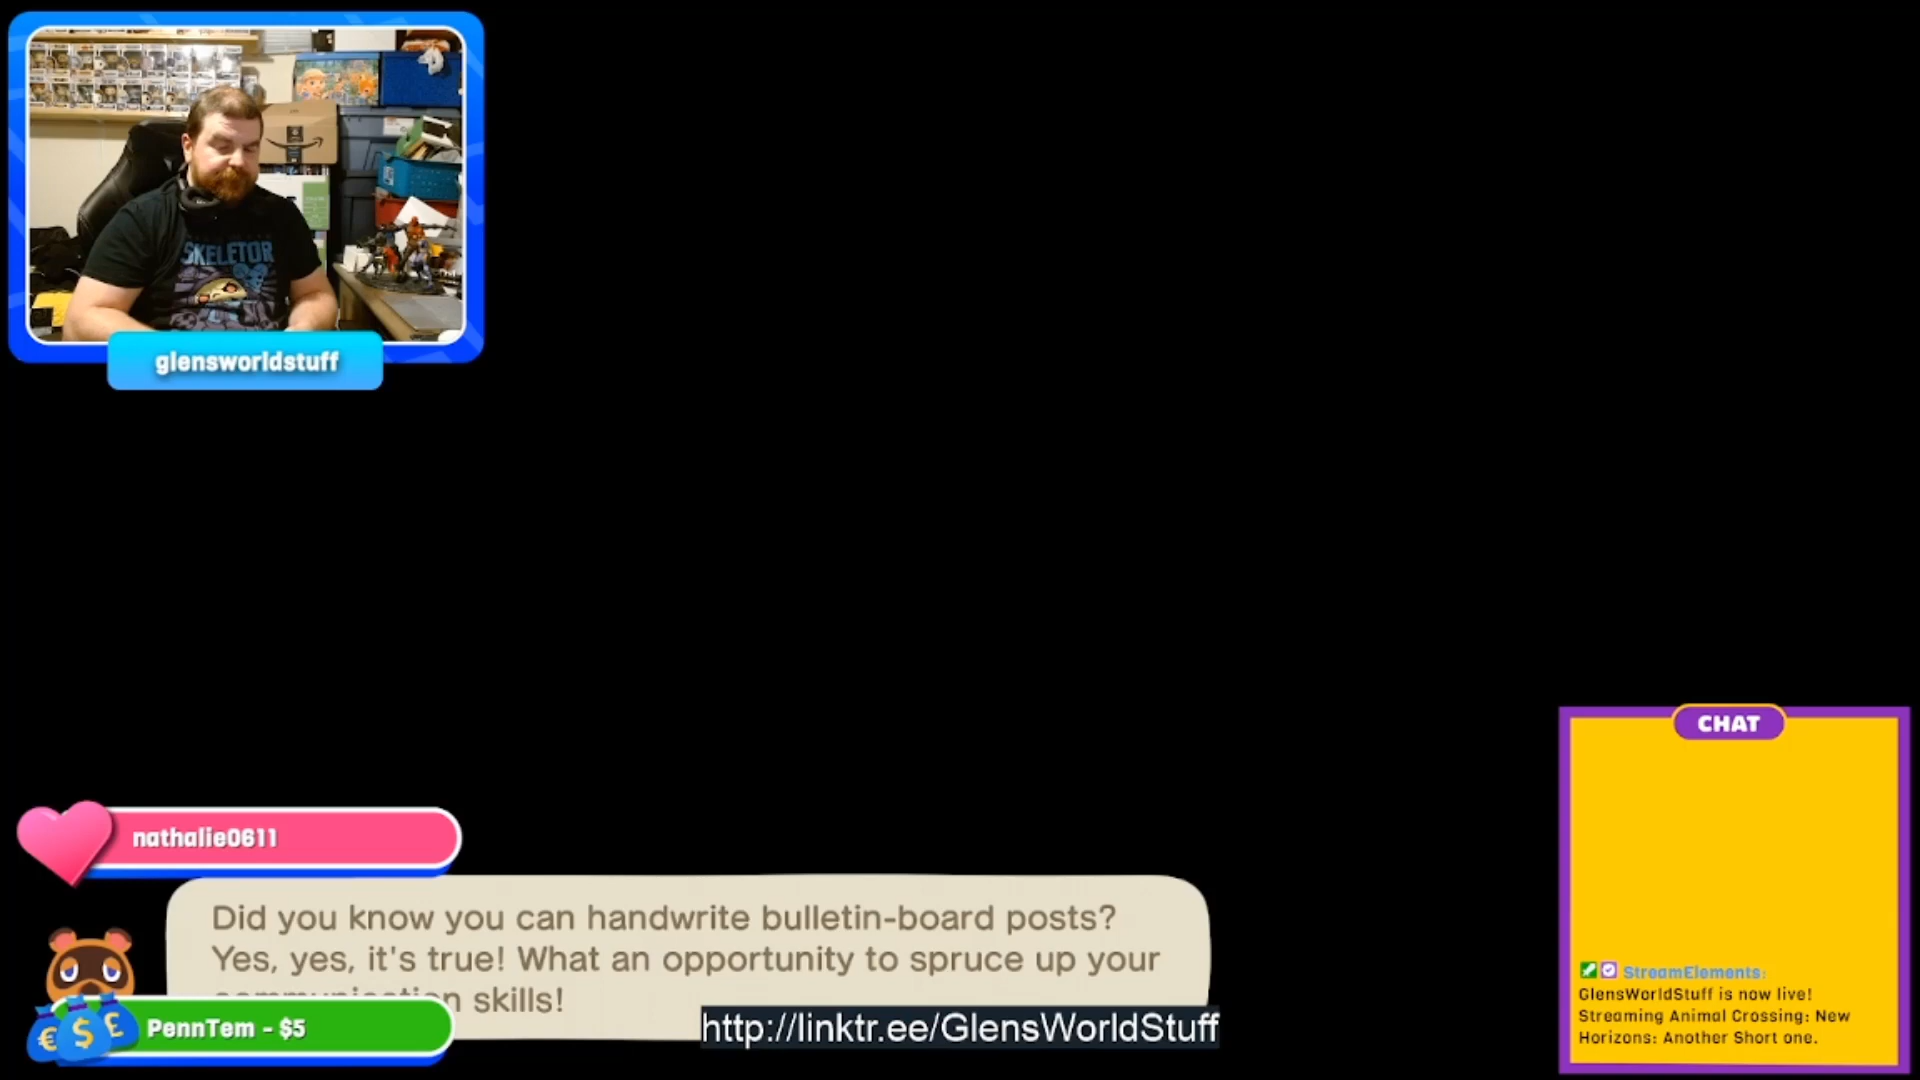 SKELETOR
glensworldstuff
nathalie0611
Did you know you can handwrite bulletin-board posts?
Yes, yes, it's true! What an opportunity to spruce up your
communication skills!
PennTem - $5
http://linktr.ee/GlensWorldStuff
CHAT
StreamElements:
GlensWorldStuff is now live!
Streaming Animal Crossing: New
Horizons: Another Short one.